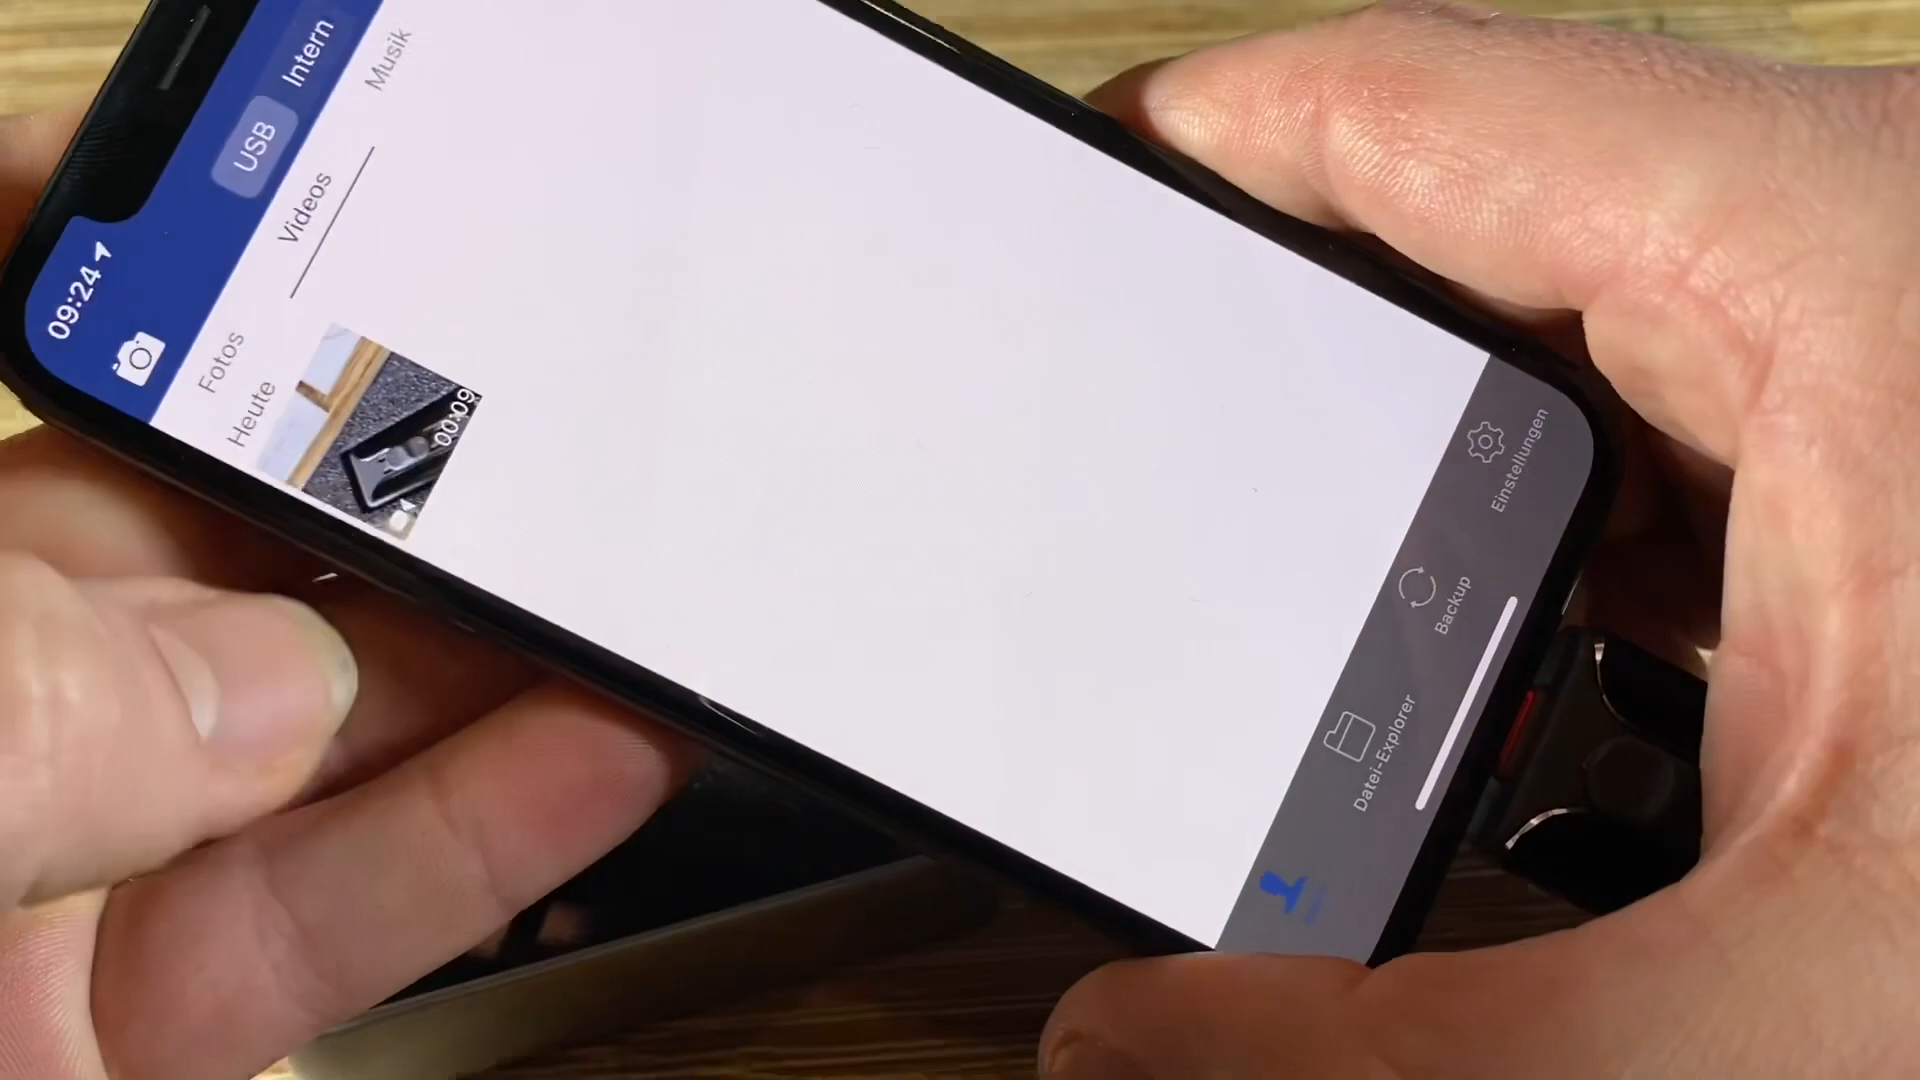 09:24
USB Intern
Fotos Videos Musik
Heute
00:09
Datei-Explorer Backup Einstellungen